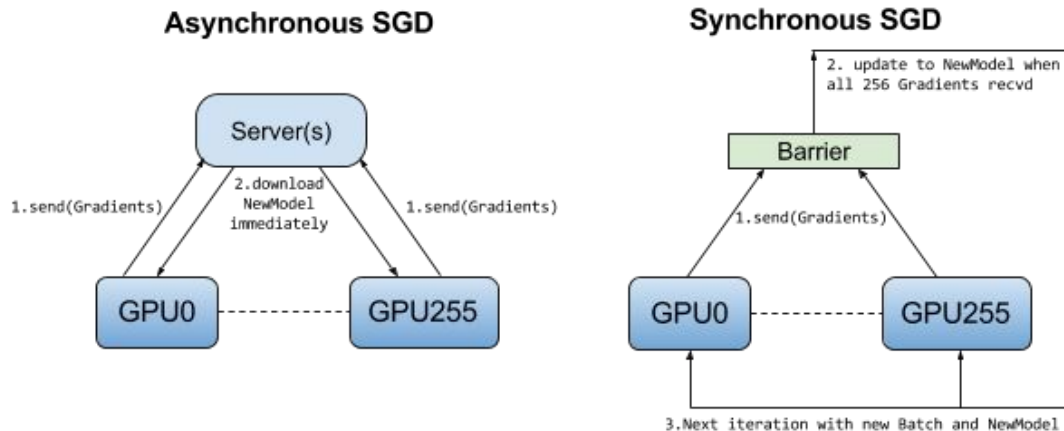 Asynchronous SGD
Server(s)
1.send(Gradients)
2.download
NewModel
immediately
1.send(Gradients)
GPU0
GPU255
Synchronous SGD
2. update to NewModel when
all 256 Gradients recvd
Barrier
1.send(Gradients)
GPU0
GPU255
3.Next iteration with new Batch and NewModel